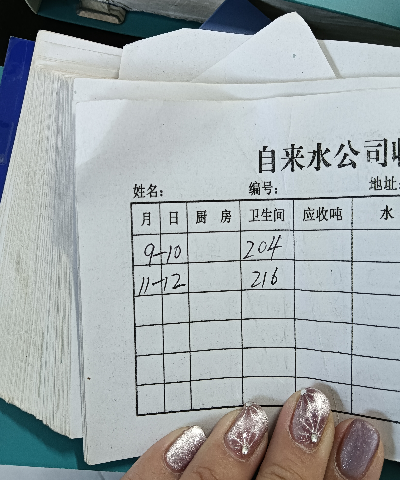 自来水公司收
姓名： 编号： 地址：
月 日 厨 房 卫生间 应收吨 水
9-10 204
11-12 216